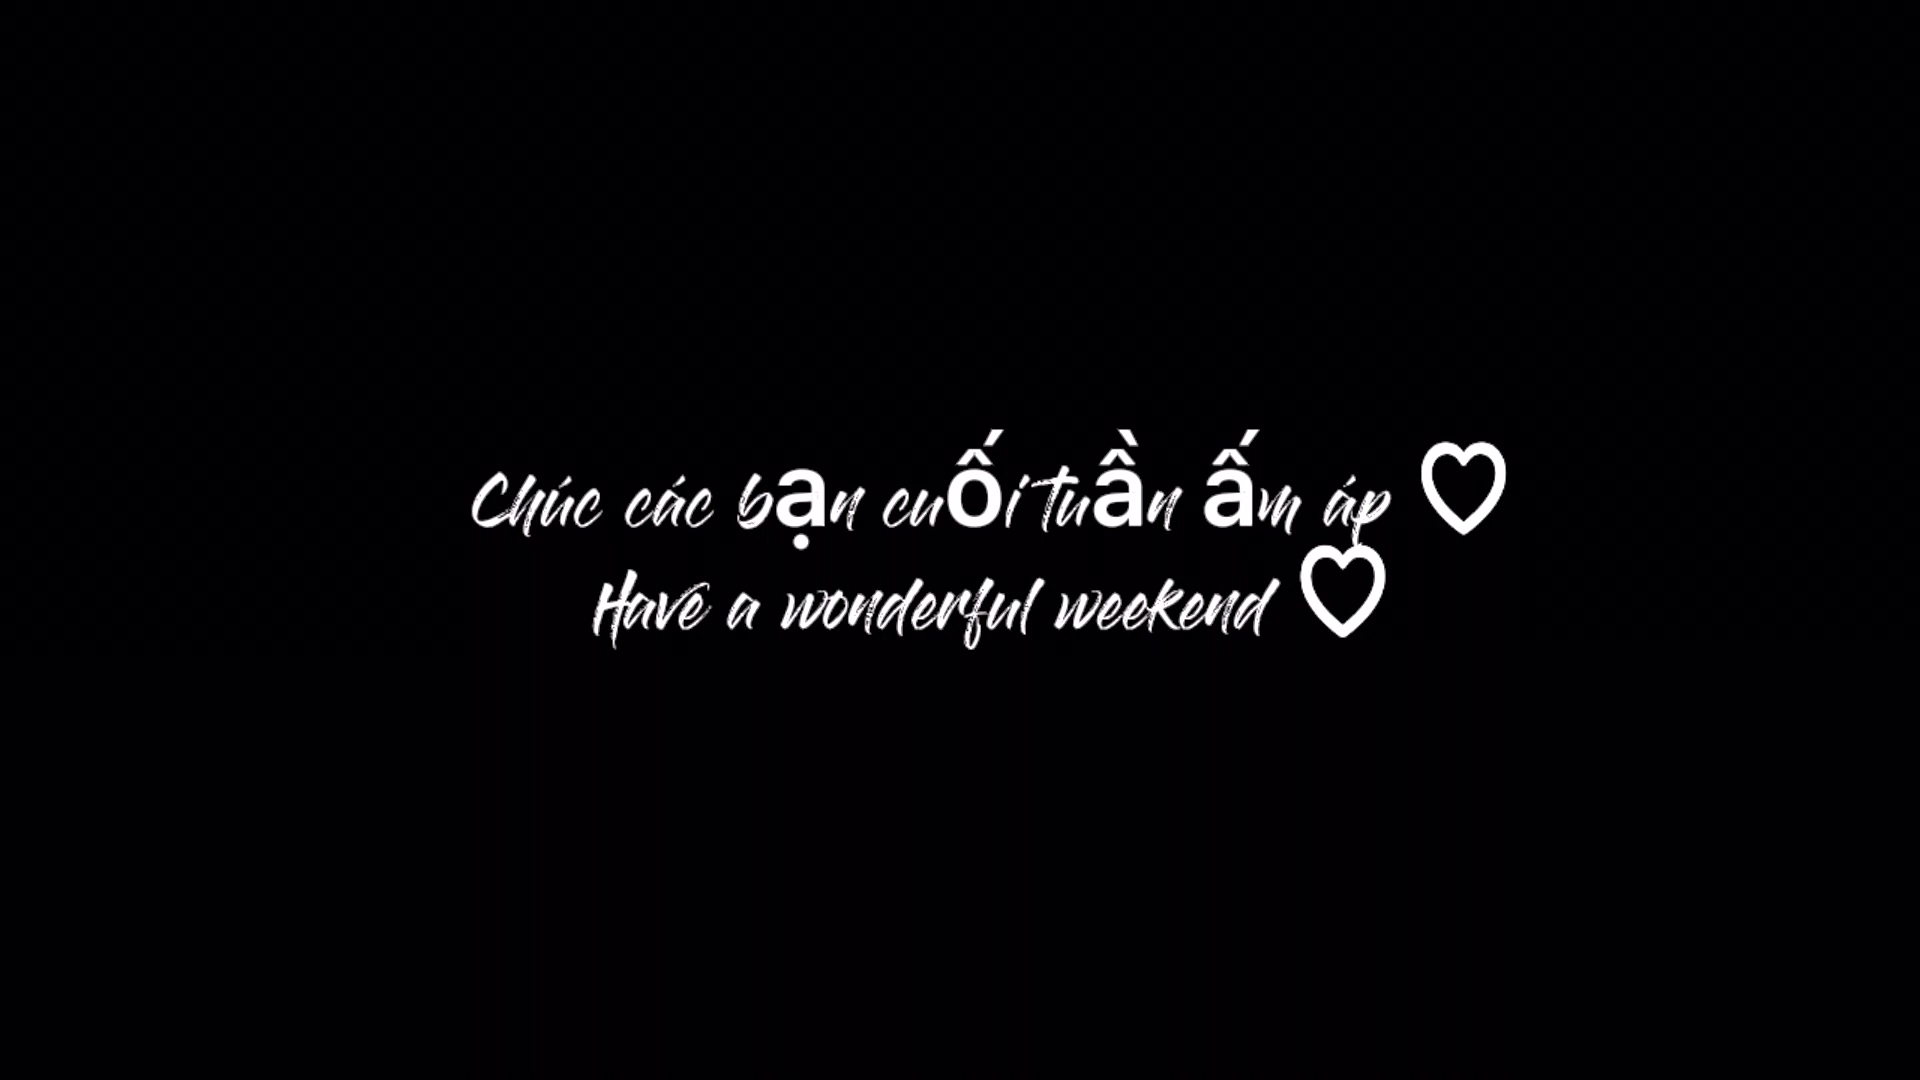 Chúc các bạn cuối tuần ấm áp ♡
Have a wonderful weekend ♡